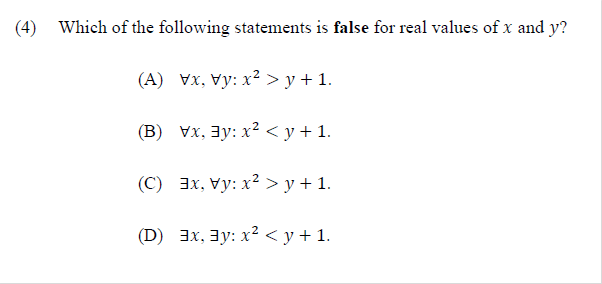 (4) Which of the following statements is false for real values of x and y?
(A) ∀x, ∀y: x² > y + 1.
(B) ∀x, ∃y: x² < y + 1.
(C) ∃x, ∀y: x² > y + 1.
(D) ∃x, ∃y: x² < y + 1.